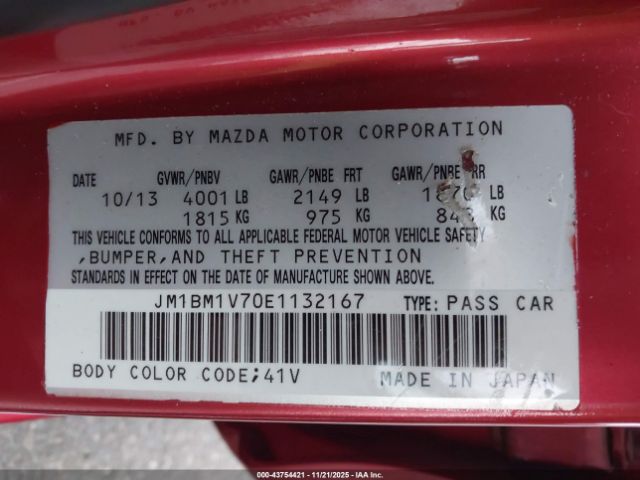 MFD. BY MAZDA MOTOR CORPORATION
DATE GVWR/PNBV GAWR/PNBE FRT GAWR/PNBE RR
10/13 4001 LB 2149 LB LB
1815 KG 975 KG KG
THIS VEHICLE CONFORMS TO ALL APPLICABLE FEDERAL MOTOR VEHICLE SAFETY
,BUMPER,AND THEFT PREVENTION
STANDARDS IN EFFECT ON THE DATE OF MANUFACTURE SHOWN ABOVE.
JM1BM1V70E1132167 TYPE: PASS CAR
BODY COLOR CODE;41V MADE IN JAPAN
000-43754421 - 11/21/2025 - IAA Inc.